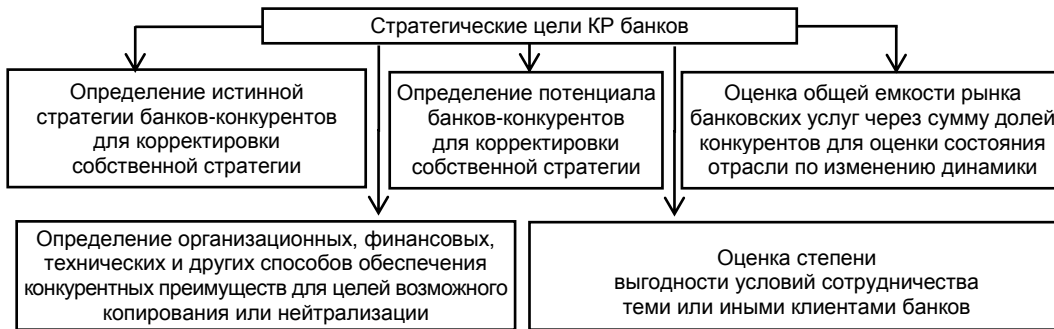 Стратегические цели КР банков
Определение истинной
стратегии банков-конкурентов
для корректировки
собственной стратегии
Определение потенциала
банков-конкурентов
для корректировки
собственной стратегии
Оценка общей емкости рынка
банковских услуг через сумму долей
конкурентов для оценки состояния
отрасли по изменению динамики
Определение организационных, финансовых,
технических и других способов обеспечения
конкурентных преимуществ для целей возможного
копирования или нейтрализации
Оценка степени
выгодности условий сотрудничества
теми или иными клиентами банков